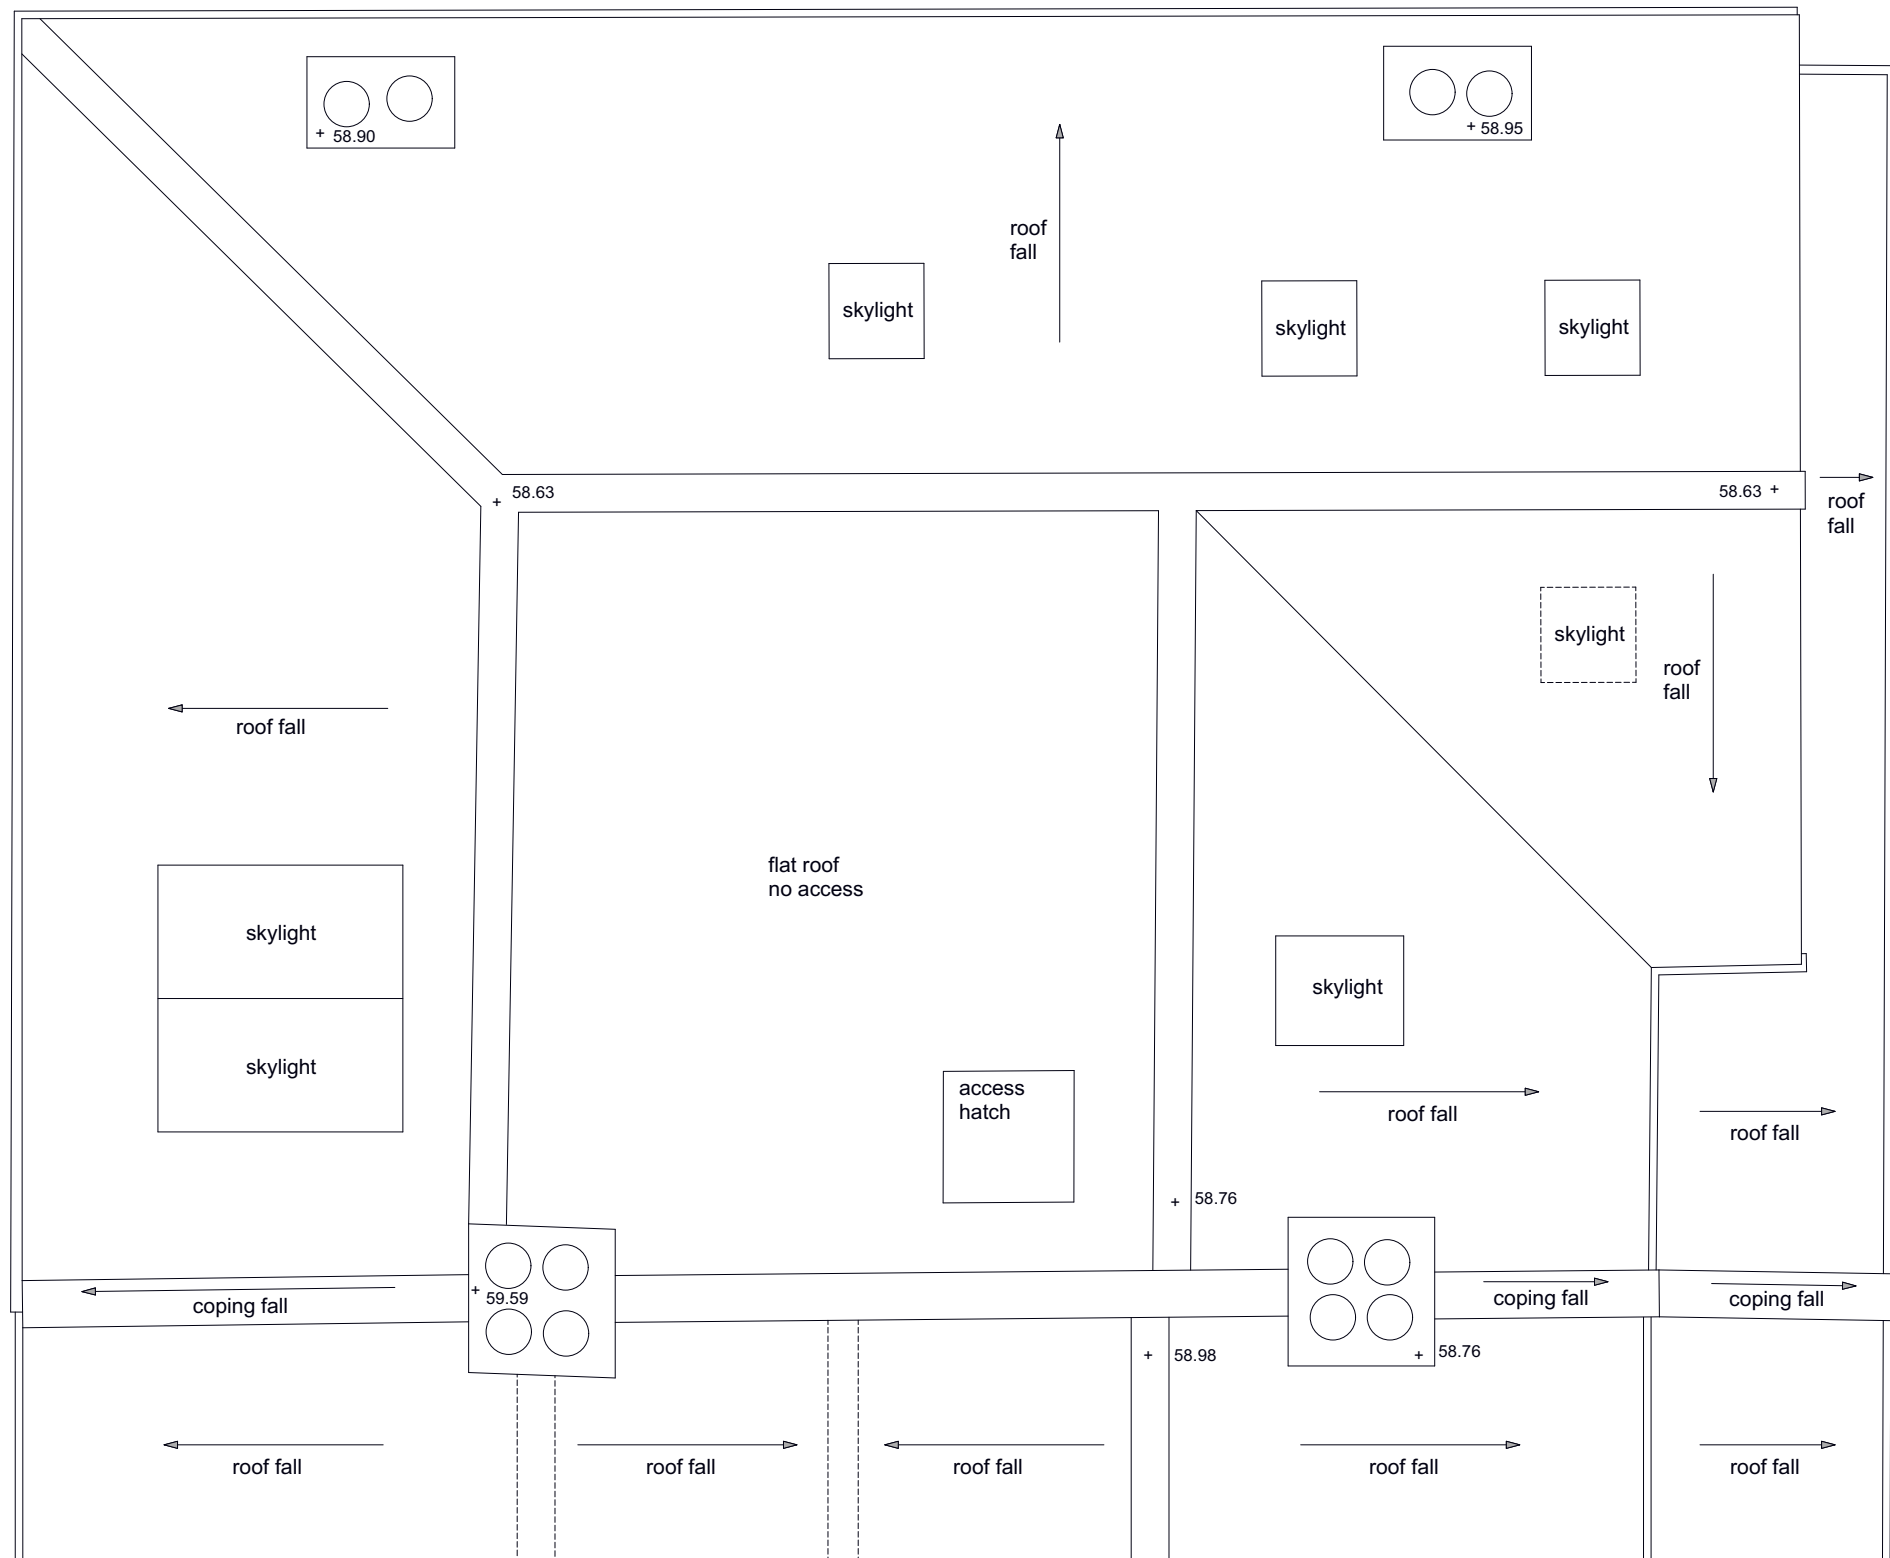 + 58.90
+ 58.95
roof
fall
skylight
skylight
skylight
+ 58.63
58.63 +
roof
fall
skylight
roof
fall
roof fall
flat roof
no access
skylight
skylight
skylight
access
hatch
roof fall
roof fall
+ 58.76
coping fall
+ 59.59
coping fall
coping fall
+ 58.98
+ 58.76
roof fall
roof fall
roof fall
roof fall
roof fall